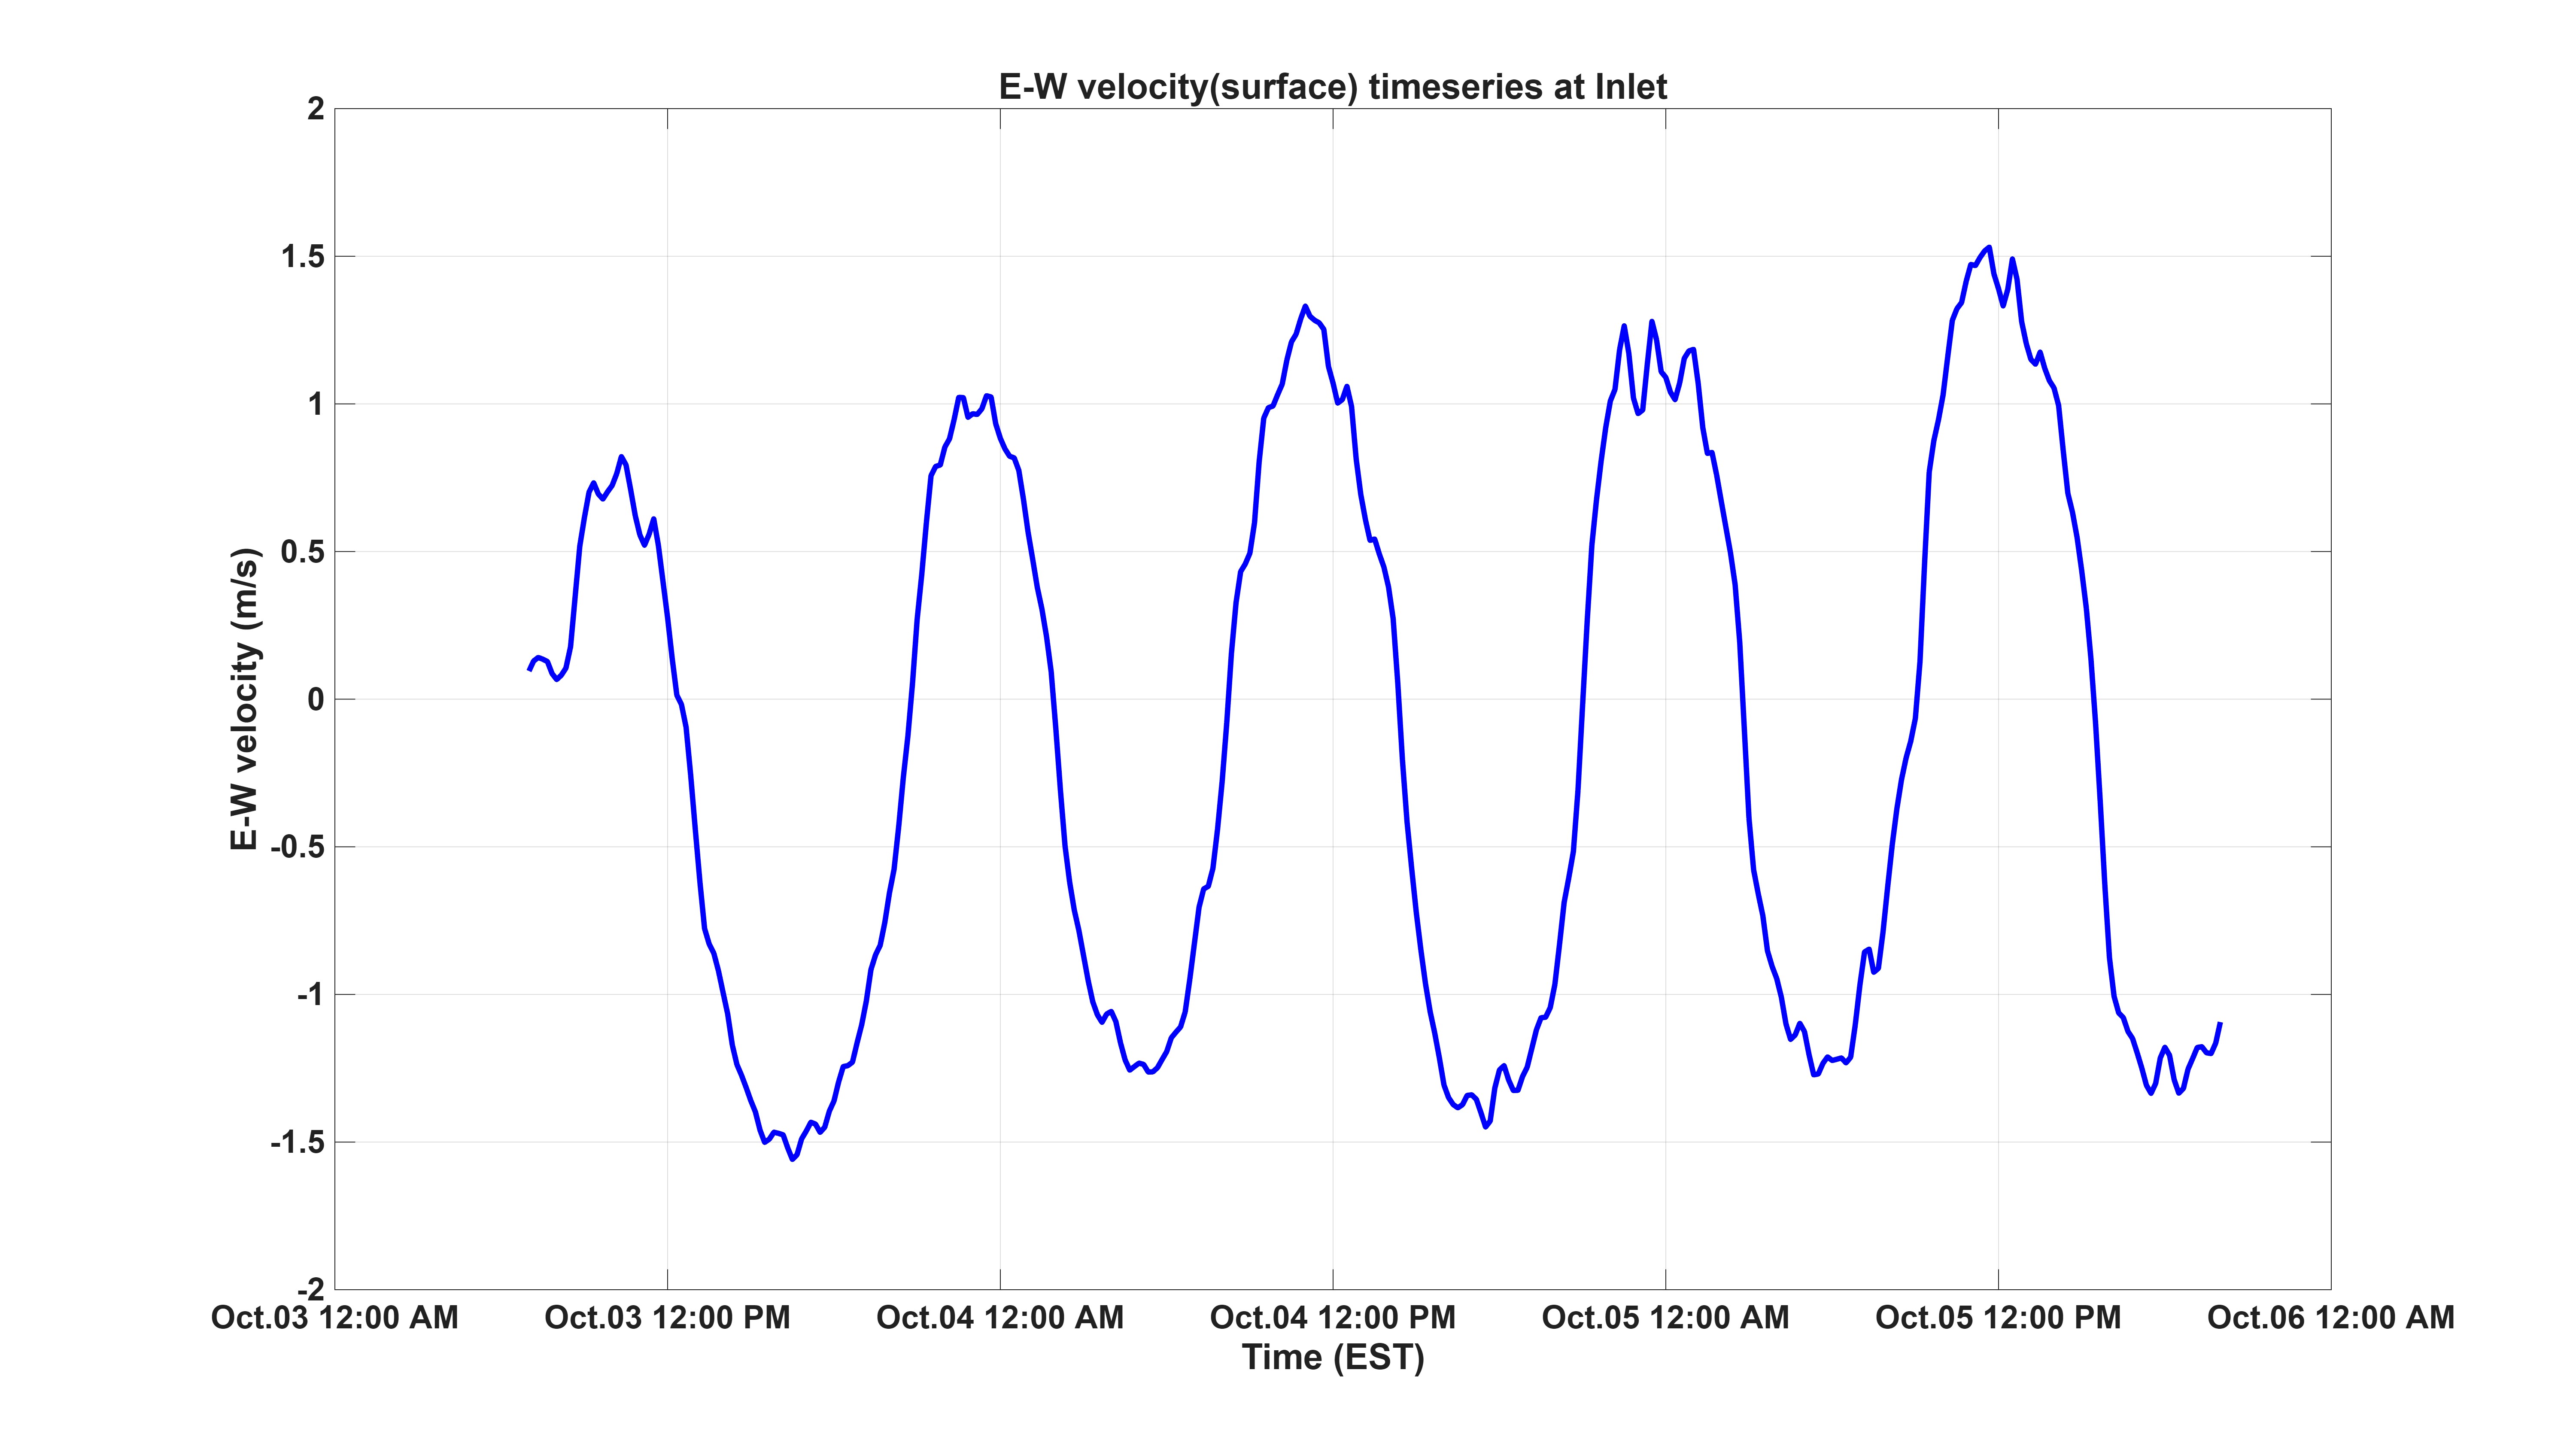 E-W velocity(surface) timeseries at Inlet
2
1.5
1
0.5
0
-0.5
-1
-1.5
-2
E-W velocity (m/s)
Oct.03 12:00 AM Oct.03 12:00 PM Oct.04 12:00 AM Oct.04 12:00 PM Oct.05 12:00 AM Oct.05 12:00 PM Oct.06 12:00 AM
Time (EST)